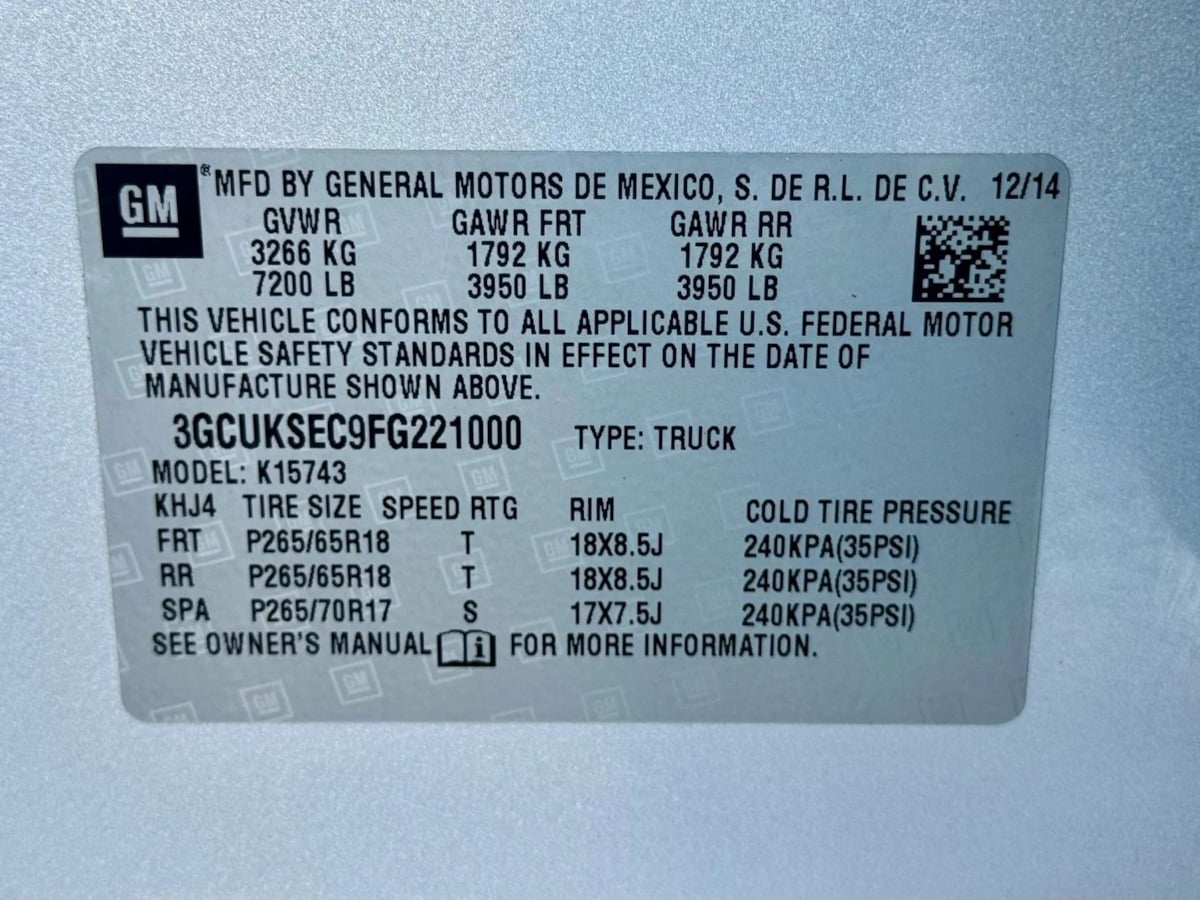 GM ® MFD BY GENERAL MOTORS DE MEXICO, S. DE R.L. DE C.V. 12/14
GVWR GAWR FRT GAWR RR
3266 KG 1792 KG 1792 KG
7200 LB 3950 LB 3950 LB
THIS VEHICLE CONFORMS TO ALL APPLICABLE U.S. FEDERAL MOTOR
VEHICLE SAFETY STANDARDS IN EFFECT ON THE DATE OF
MANUFACTURE SHOWN ABOVE.
3GCUKSEC9FG221000 TYPE: TRUCK
MODEL: K15743
KHJ4 TIRE SIZE SPEED RTG RIM COLD TIRE PRESSURE
FRT P265/65R18 T 18X8.5J 240KPA(35PSI)
RR P265/65R18 T 18X8.5J 240KPA(35PSI)
SPA P265/70R17 S 17X7.5J 240KPA(35PSI)
SEE OWNER'S MANUAL i FOR MORE INFORMATION.